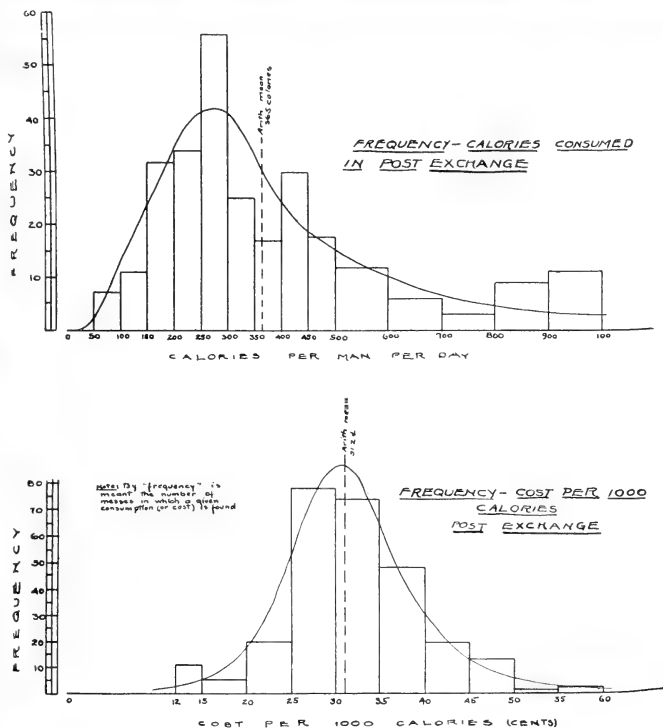 60
50
40
30
20
10
FREQUENCY
Arith mean
365 calories
FREQUENCY - CALORIES CONSUMED
IN POST EXCHANGE
0 50 100 150 200 250 300 350 400 450 500 600 700 800 900 100
CALORIES PER MAN PER DAY
Arith mean
31.2 ¢
80
70
60
50
40
30
20
10
FREQUENCY
Note: By "frequency" is
meant the number of
messes in which a given
consumption (or cost) is found
FREQUENCY - COST PER 1000
CALORIES
POST EXCHANGE
0 12 15 20 25 30 35 40 45 50 55 60
COST PER 1000 CALORIES (CENTS)